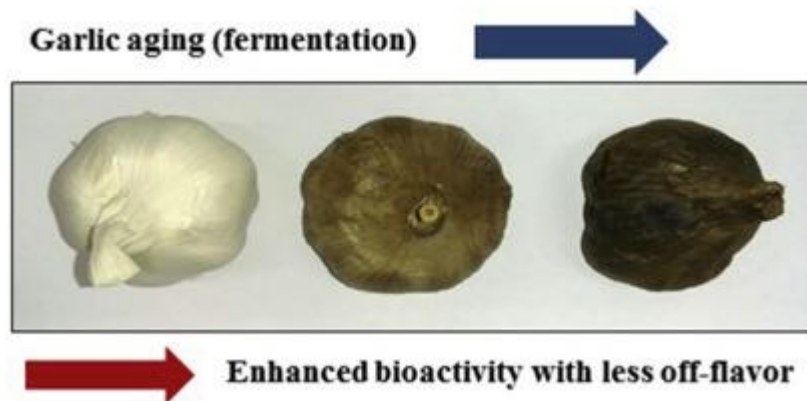 Garlic aging (fermentation)
Enhanced bioactivity with less off-flavor